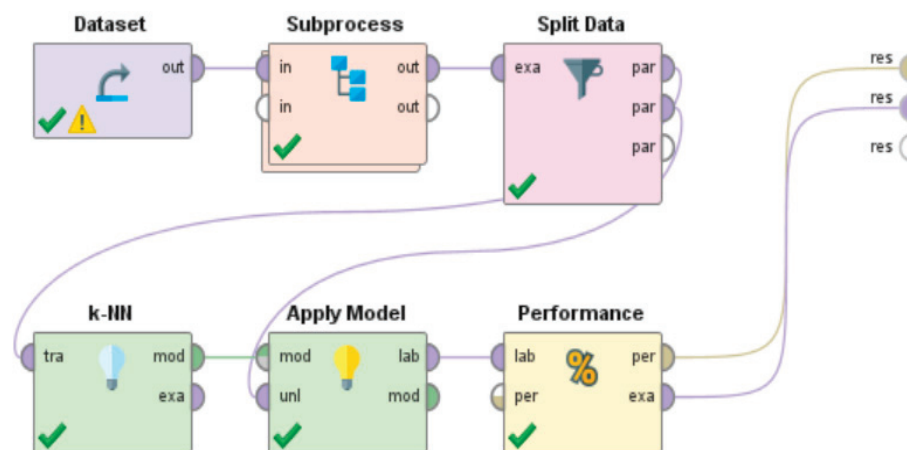 Dataset
Subprocess
Split Data
out
in
out
exa
par
res
in
out
par
res
par
res
k-NN
Apply Model
Performance
tra
mod
mod
lab
lab
per
exa
unl
mod
per
exa
%